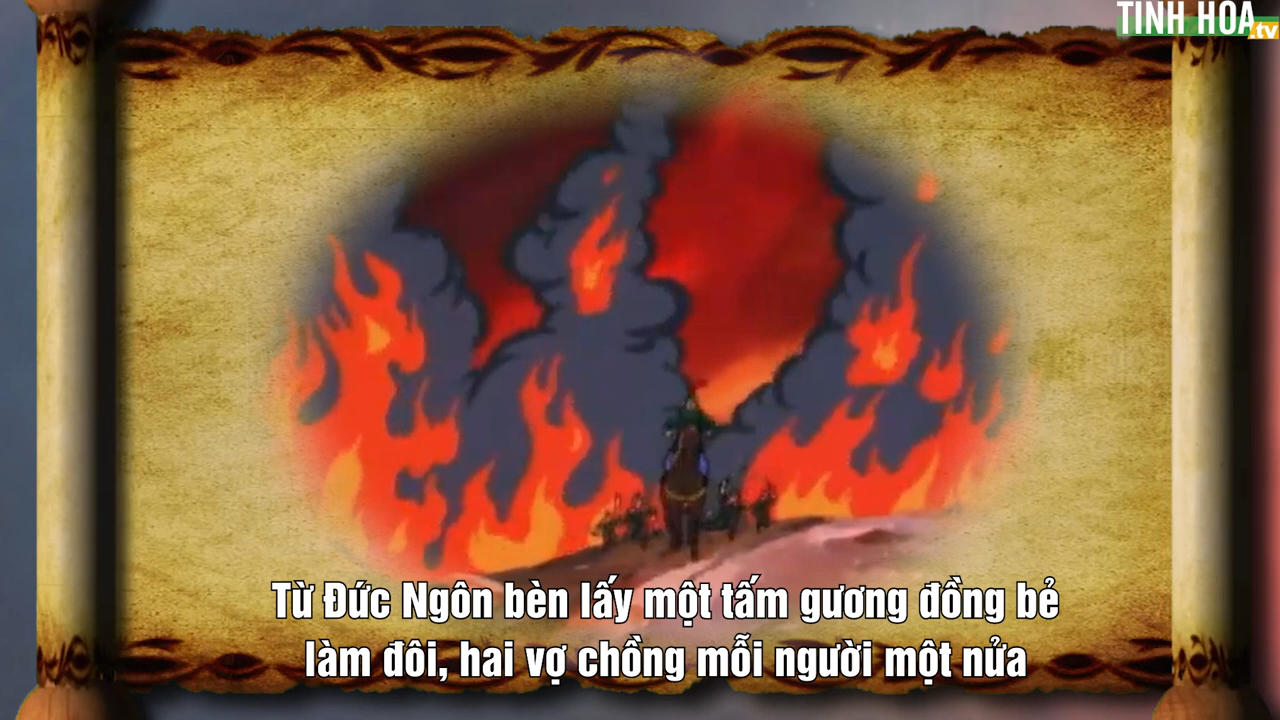 TINH HOA
.tv
Từ Đức Ngôn bèn lấy một tấm gương đồng bẻ
làm đôi, hai vợ chồng mỗi người một nửa